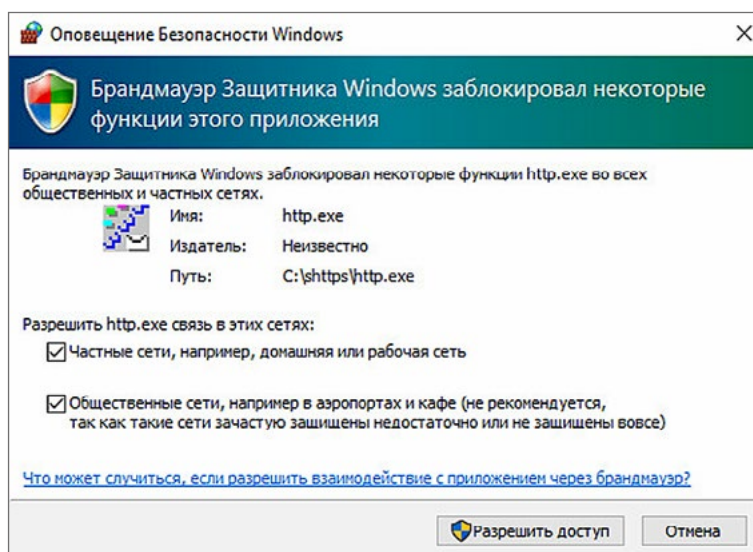 Оповещение Безопасности Windows
Брандмауэр Защитника Windows заблокировал некоторые
функции этого приложения
Брандмауэр Защитника Windows заблокировал некоторые функции http.exe во всех
общественных и частных сетях.
Имя: http.exe
Издатель: Неизвестно
Путь: C:\shttps\http.exe
Разрешить http.exe связь в этих сетях:
Частные сети, например, домашняя или рабочая сеть
Общественные сети, например в аэропортах и кафе (не рекомендуется,
так как такие сети зачастую защищены недостаточно или не защищены вовсе)
Что может случиться, если разрешить взаимодействие с приложением через брандмауэр?
Разрешить доступ Отмена